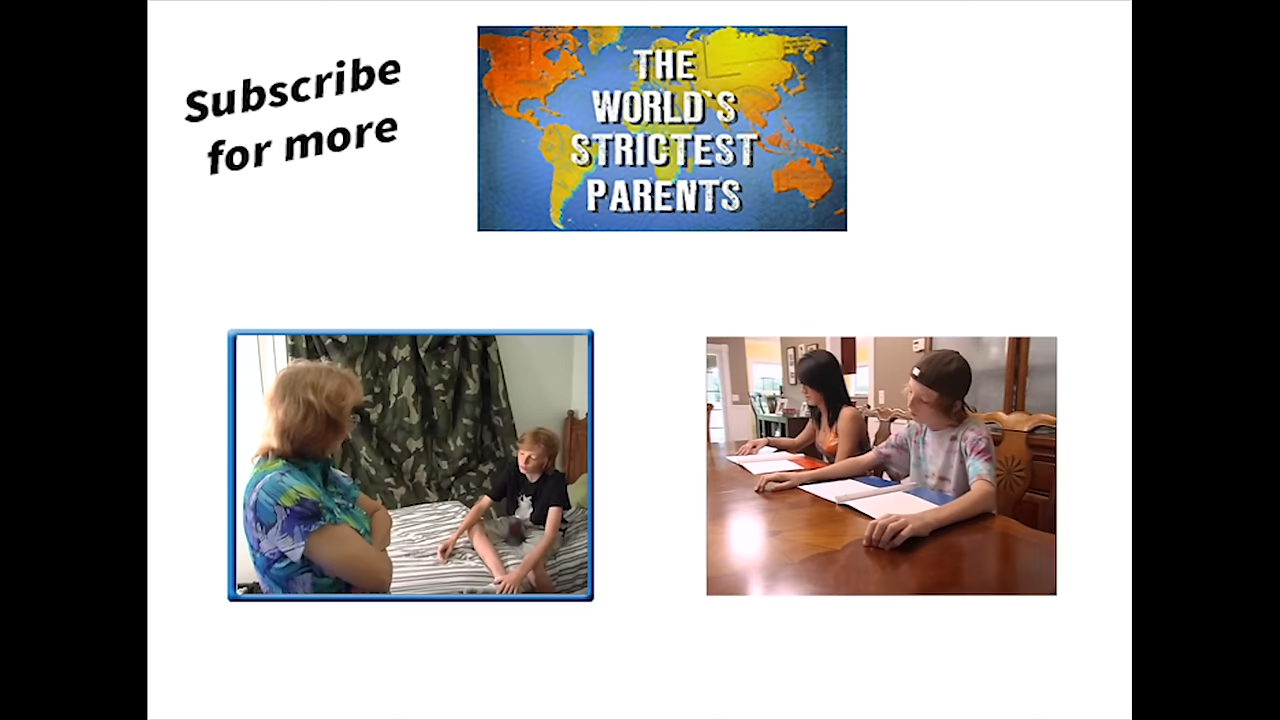 Subscribe
for more
THE
WORLD`S
STRICTEST
PARENTS